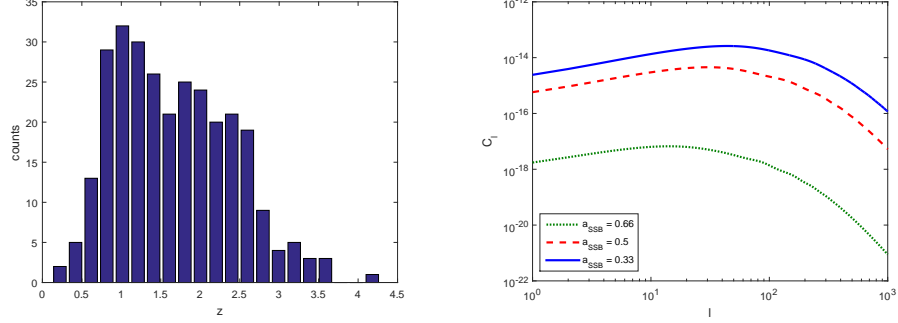 35
30
25
20
15
10
5
0
counts
0 0.5 1 1.5 2 2.5 3 3.5 4 4.5
z
10^-12
10^-14
10^-16
10^-18
10^-20
10^-22
C_l
a_SSB = 0.66
a_SSB = 0.5
a_SSB = 0.33
10^0 10^1 10^2 10^3
l